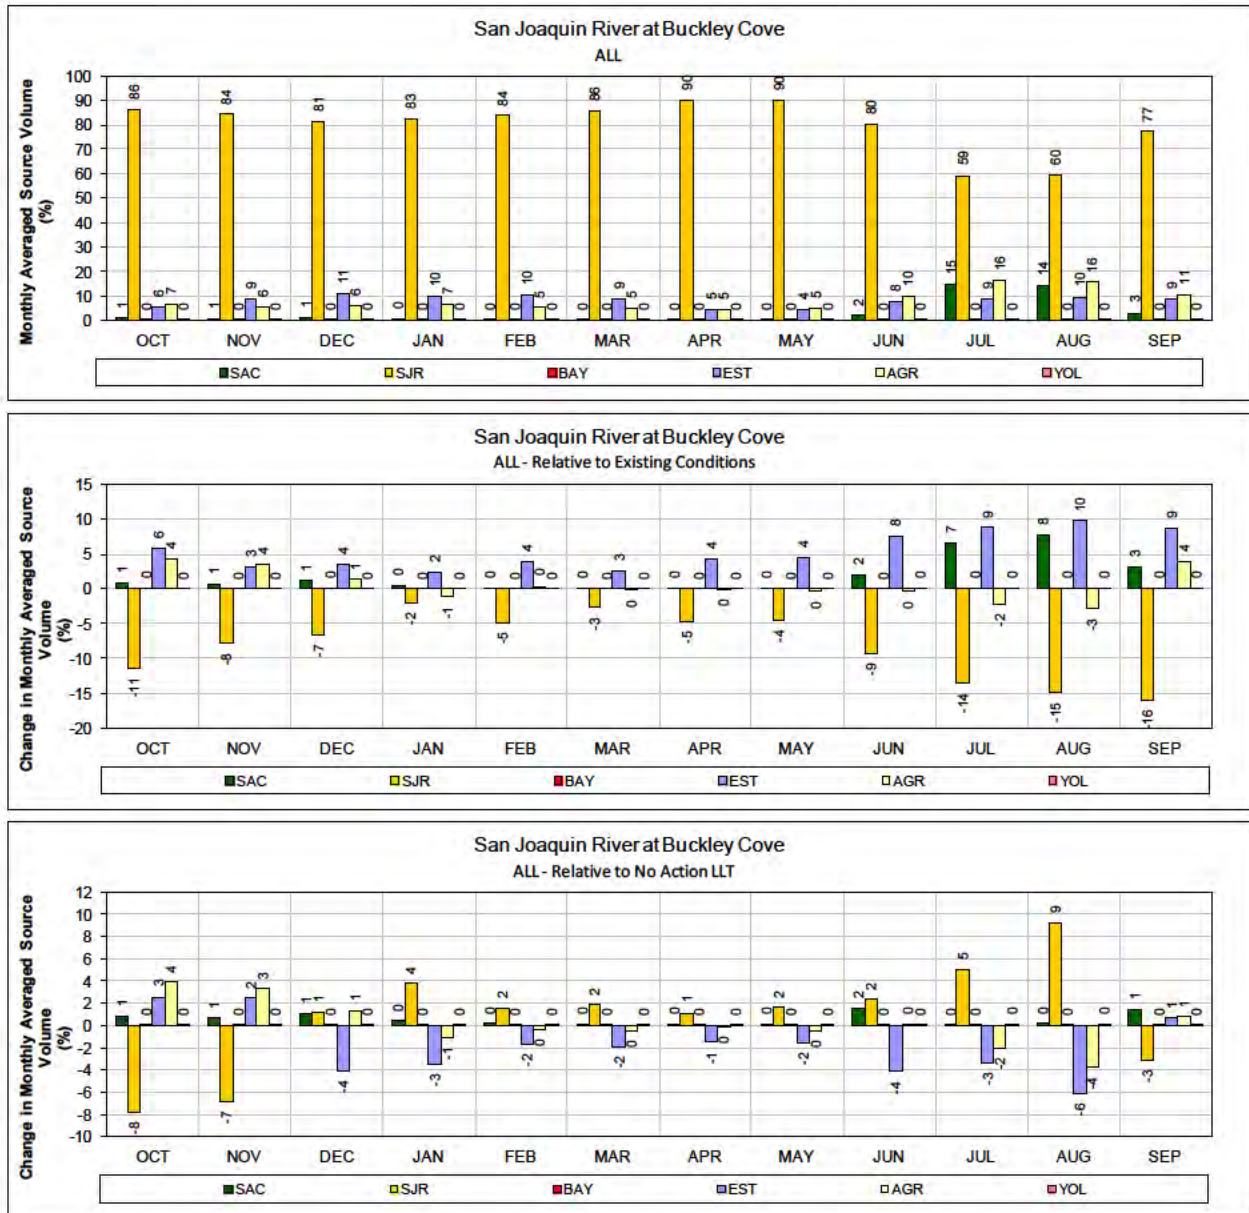 San Joaquin River at Buckley Cove
ALL
Monthly Averaged Source Volume
(%)
100
90
80
70
60
50
40
30
20
10
0
1 86 0 6 7 0
1 84 0 9 6 0
1 81 0 11 6 0
0 83 0 10 7 0
0 84 0 10 5 0
0 86 0 9 5 0
0 90 0 5 5 0
0 90 0 4 5 0
2 80 0 8 10 0
15 59 0 9 16 0
14 60 0 10 16 0
3 77 0 9 11 0
OCT NOV DEC JAN FEB MAR APR MAY JUN JUL AUG SEP
SAC SJR BAY EST AGR YOL
San Joaquin River at Buckley Cove
ALL - Relative to Existing Conditions
Change in Monthly Averaged Source
Volume
(%)
15
10
5
0
-5
-10
-15
-20
1 -11 0 6 4 0
1 -8 0 3 4 0
1 -7 0 4 1 0
0 -2 0 2 -1 0
0 -5 0 4 0 0
0 -3 0 3 0 0
0 -5 0 4 0 0
0 -4 0 4 0 0
2 -9 0 8 0 0
7 -14 0 9 -2 0
8 -15 0 10 -3 0
3 -16 0 9 4 0
OCT NOV DEC JAN FEB MAR APR MAY JUN JUL AUG SEP
SAC SJR BAY EST AGR YOL
San Joaquin River at Buckley Cove
ALL - Relative to No Action LLT
Change in Monthly Averaged Source
Volume
(%)
12
10
8
6
4
2
0
-2
-4
-6
-8
-10
1 -8 0 3 4 0
1 -7 0 2 3 0
1 1 0 -4 1 0
0 4 0 -3 -1 0
0 2 0 -2 0 0
0 2 0 -2 0 0
0 1 0 -1 0 0
0 2 0 -2 0 0
2 2 0 -4 0 0
0 5 0 -3 -2 0
0 9 0 -6 -4 0
1 -3 0 1 1 0
OCT NOV DEC JAN FEB MAR APR MAY JUN JUL AUG SEP
SAC SJR BAY EST AGR YOL